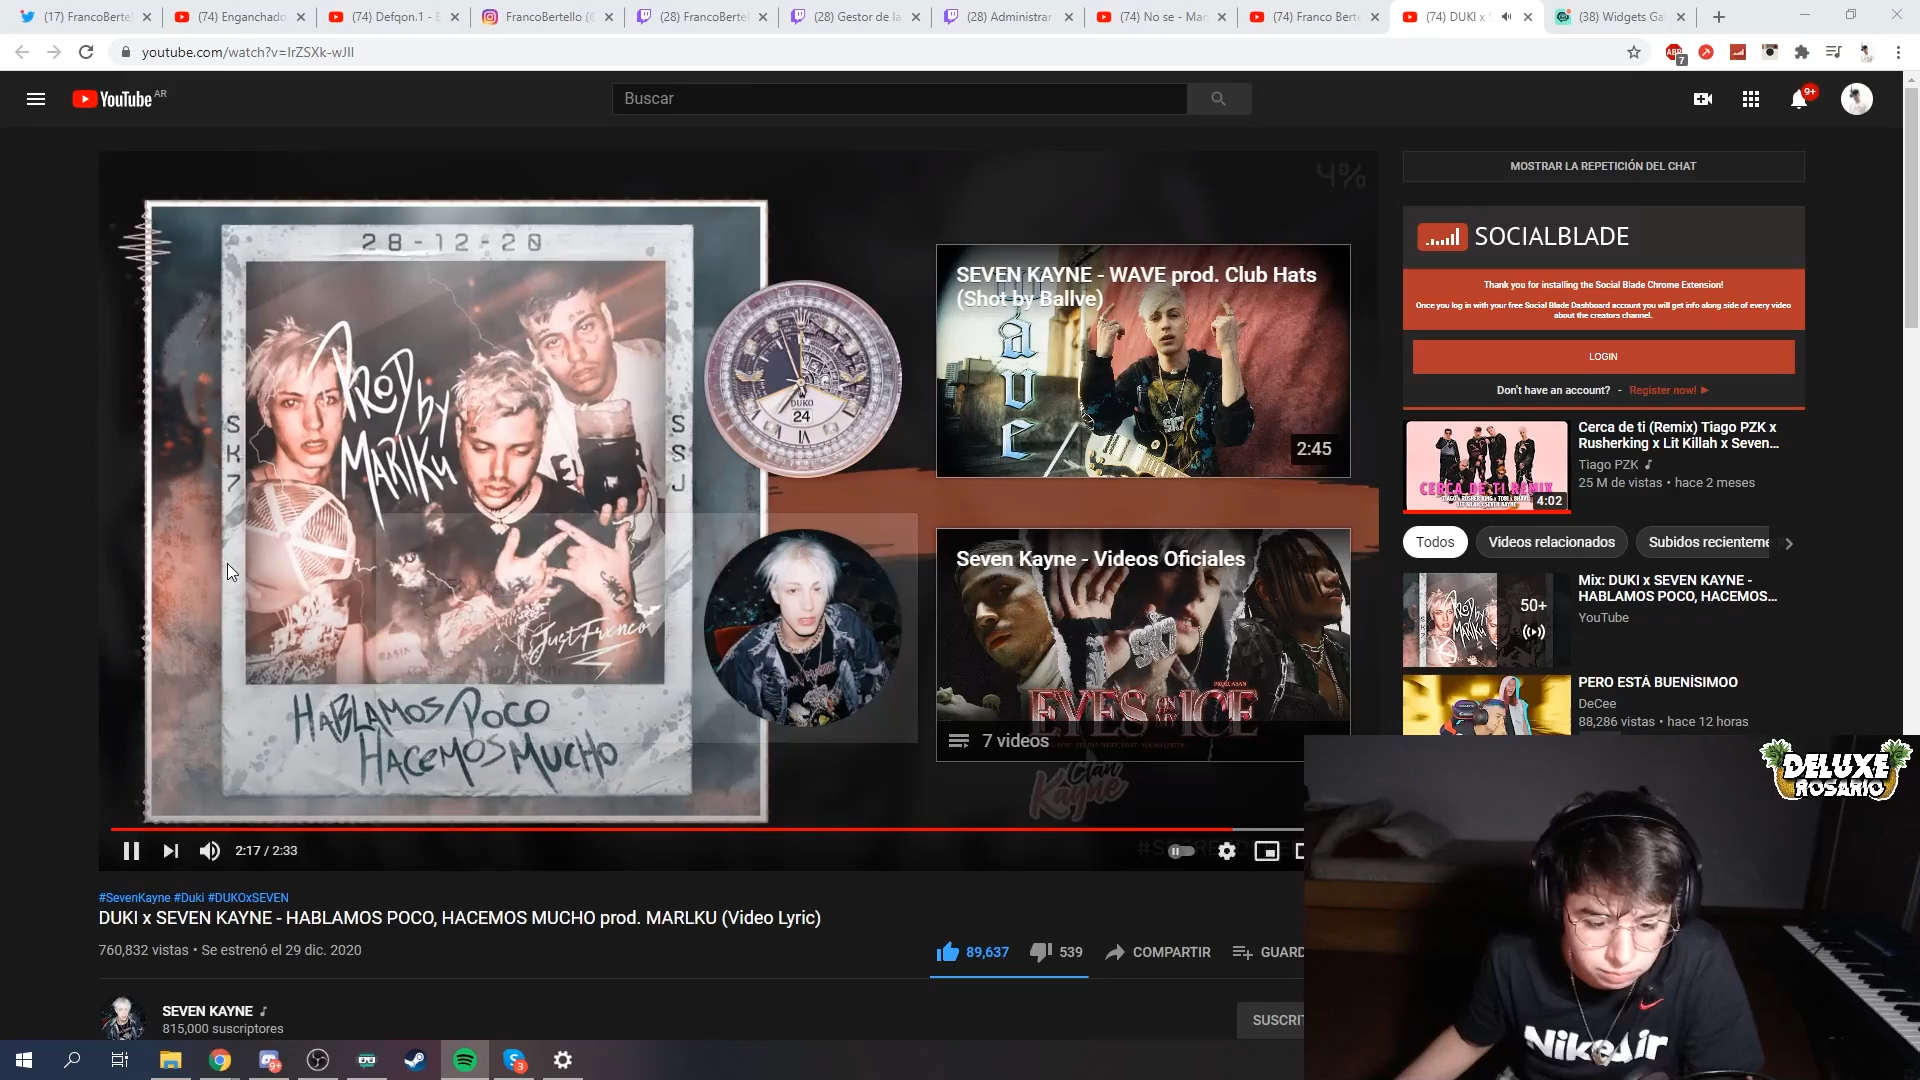 (17) FrancoBerte
(74) Enganchado
(74) Defqon.1 - E
FrancoBertello (@
(28) FrancoBerte
(28) Gestor de la
(28) Administrar
(74) No se - Mar
(74) Franco Berte
(74) DUKI x S
(38) Widgets Ga
youtube.com/watch?v=IrZSXk-wJII
ABP
7
YouTube AR
Buscar
9+
4%
28-12-20
SK7
SSJ
PROD by
MARLKU
JustFrxnco
HABLAMOS POCO
HACEMOS MUCHO
DUKO
24
SEVEN KAYNE - WAVE prod. Club Hats
(Shot by Ballve)
wave
2:45
Seven Kayne - Videos Oficiales
SK7
EYES ICE
7 videos
Clan
Kayne
2:17 / 2:33
MOSTRAR LA REPETICIÓN DEL CHAT
SOCIALBLADE
Thank you for installing the Social Blade Chrome Extension!
Once you log in with your free Social Blade Dashboard account you will get info along side of every video
about the creators channel.
LOGIN
Don't have an account? - Register now!
CERCA DE TI REMIX
4:02
Cerca de ti (Remix) Tiago PZK x
Rusherking x Lit Killah x Seven...
Tiago PZK
25 M de vistas • hace 2 meses
Todos
Videos relacionados
Subidos recienteme
50+
Mix: DUKI x SEVEN KAYNE -
HABLAMOS POCO, HACEMOS...
YouTube
PERO ESTÁ BUENÍSIMOO
DeCee
88,286 vistas • hace 12 horas
#SevenKayne #Duki #DUKOxSEVEN
DUKI x SEVEN KAYNE - HABLAMOS POCO, HACEMOS MUCHO prod. MARLKU (Video Lyric)
760,832 vistas • Se estrenó el 29 dic. 2020
89,637
539
COMPARTIR
GUARD
SEVEN KAYNE
815,000 suscriptores
SUSCRIT
DELUXE
ROSARIO
Nike Air
9+
3